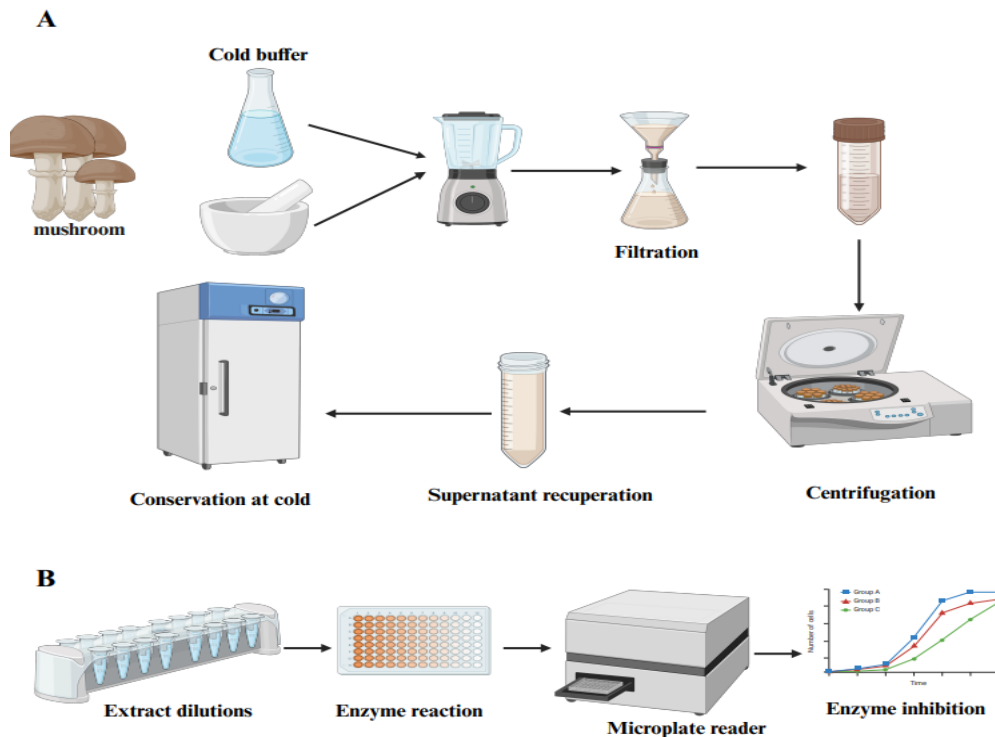 A
Cold buffer
mushroom
Filtration
Conservation at cold
Supernatant recuperation
Centrifugation
B
Group A
Group B
Group C
Number of cells
Time
Extract dilutions
Enzyme reaction
Microplate reader
Enzyme inhibition